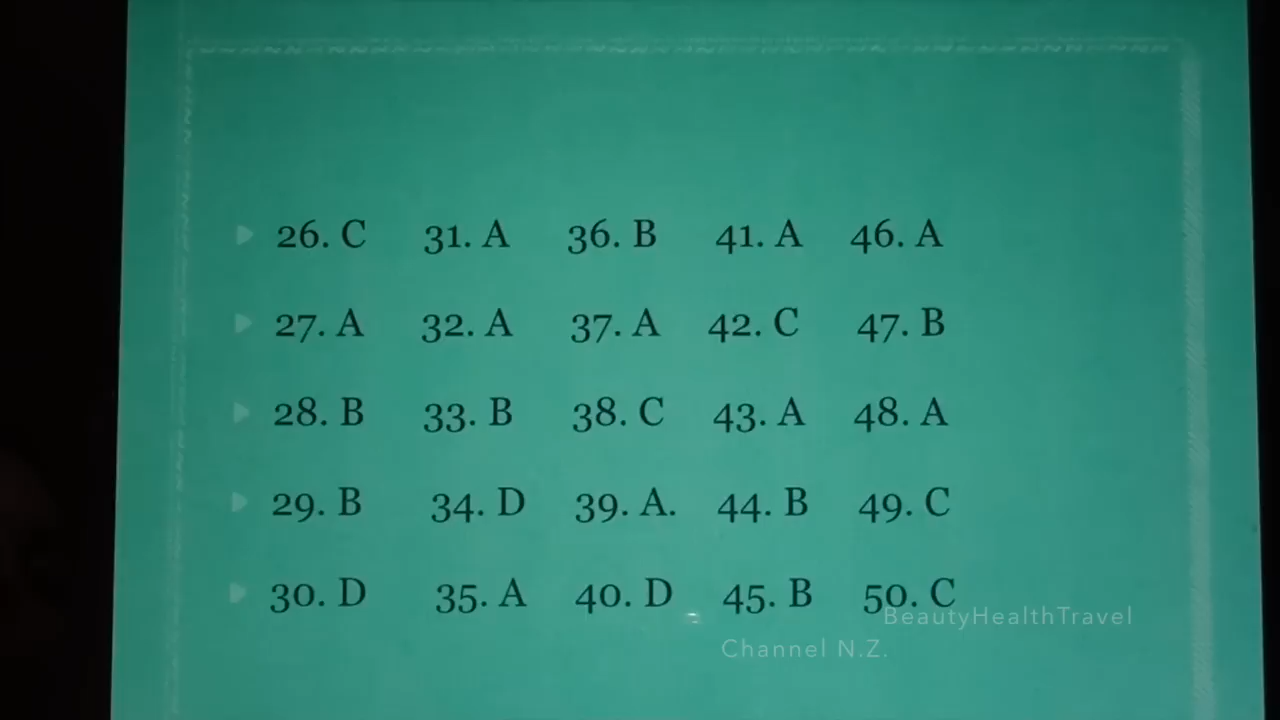 26. C 31. A 36. B 41. A 46. A
27. A 32. A 37. A 42. C 47. B
28. B 33. B 38. C 43. A 48. A
29. B 34. D 39. A. 44. B 49. C
30. D 35. A 40. D 45. B 50. C
BeautyHealthTravel
Channel N.Z.